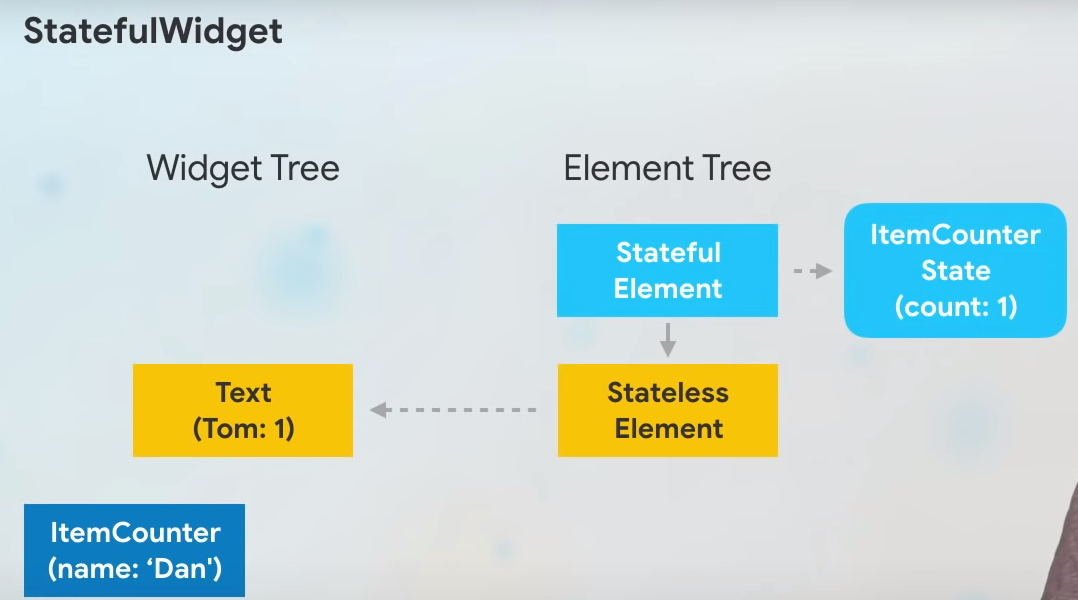 StatefulWidget
Widget Tree
Element Tree
Stateful
Element
ItemCounter
State
(count: 1)
Text
(Tom: 1)
Stateless
Element
ItemCounter
(name: ‘Dan')